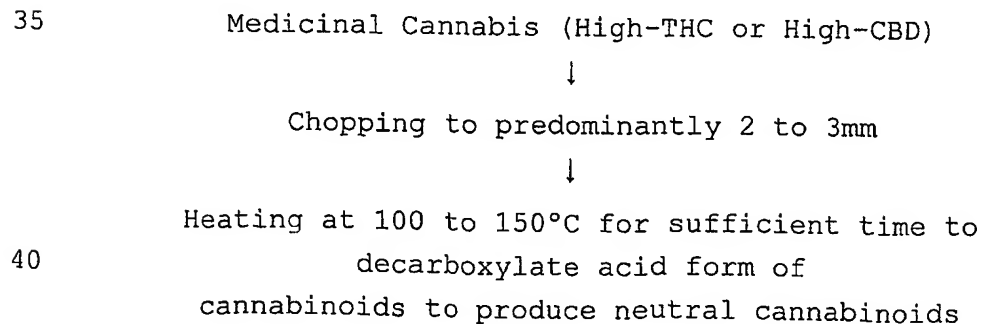 35 Medicinal Cannabis (High-THC or High-CBD)
↓
Chopping to predominantly 2 to 3mm
↓
Heating at 100 to 150°C for sufficient time to
40 decarboxylate acid form of
cannabinoids to produce neutral cannabinoids